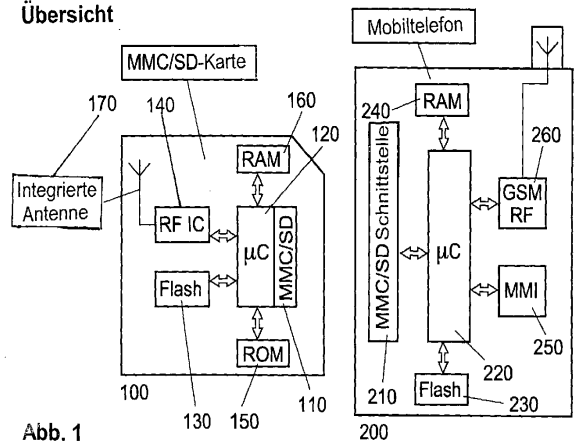 Übersicht
MMC/SD-Karte
170
140
160
120
Integrierte
Antenne
RAM
RF IC
µC
MMC/SD
Flash
ROM
100
130
150
110
Abb. 1
Mobiltelefon
240
RAM
260
MMC/SD Schnittstelle
µC
GSM
RF
MMI
250
220
210
Flash
230
200